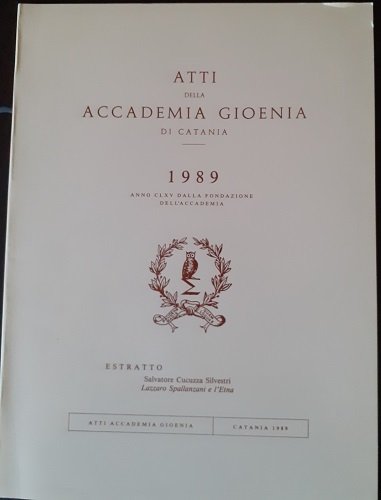 ATTI
DELLA
ACCADEMIA GIOENIA
DI CATANIA
1989
ANNO CLXV DALLA FONDAZIONE
DELL'ACCADEMIA
ESTRATTO
Salvatore Cucuzza Silvestri
Lazzaro Spallanzani e l'Etna
ATTI ACCADEMIA GIOENIA
CATANIA 1989